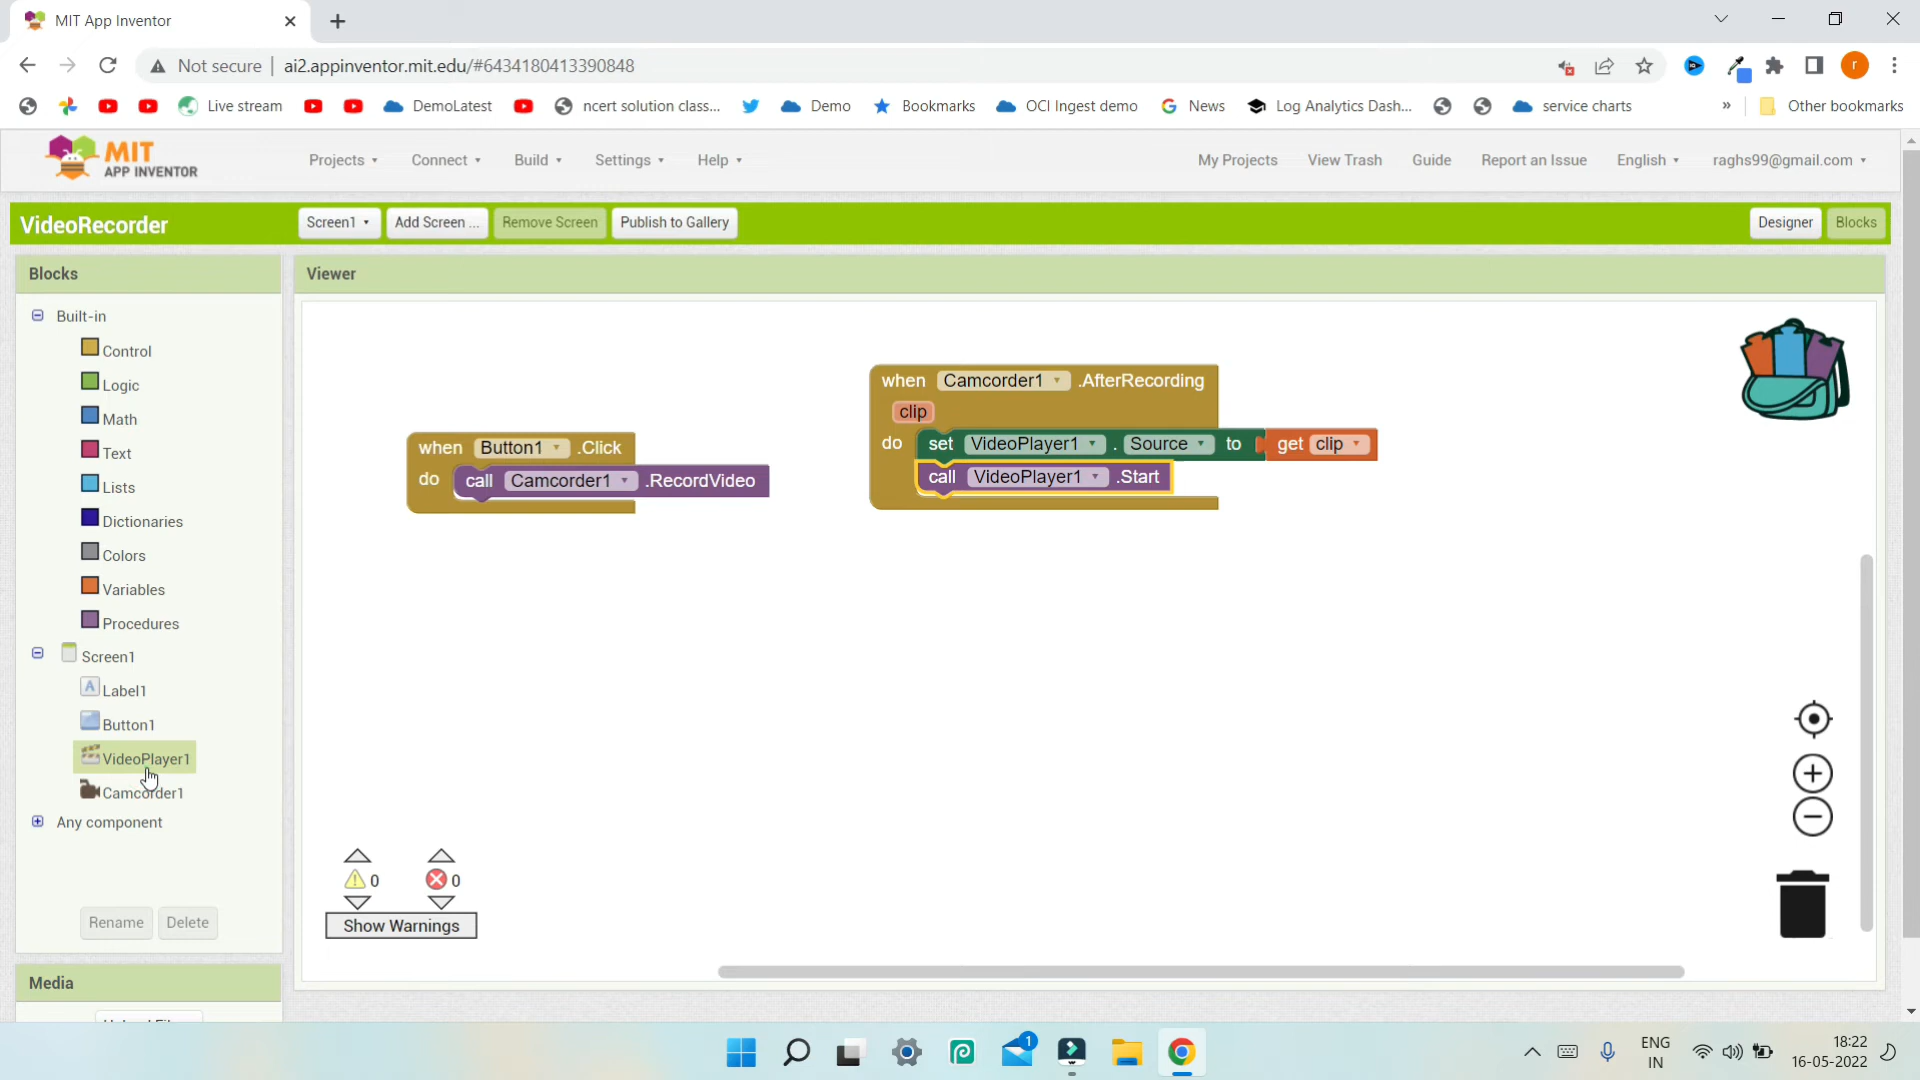 MIT App Inventor
Not secure | ai2.appinventor.mit.edu/#6434180413390848
r
Live stream DemoLatest ncert solution class... Demo Bookmarks OCI Ingest demo News Log Analytics Dash... service charts » Other bookmarks
MIT
APP INVENTOR
Projects Connect Build Settings Help My Projects View Trash Guide Report an Issue English raghs99@gmail.com
VideoRecorder Screen1 Add Screen ... Remove Screen Publish to Gallery Designer Blocks
Blocks
Viewer
Built-in
Control
Logic
Math
Text
Lists
Dictionaries
Colors
Variables
Procedures
Screen1
A Label1
Button1
VideoPlayer1
Camcorder1
Any component
Rename Delete
Media
when Button1 .Click
do call Camcorder1 .RecordVideo
when Camcorder1 .AfterRecording
clip
do set VideoPlayer1 . Source to get clip
call VideoPlayer1 .Start
0 0
Show Warnings
1
ENG
IN
18:22
16-05-2022